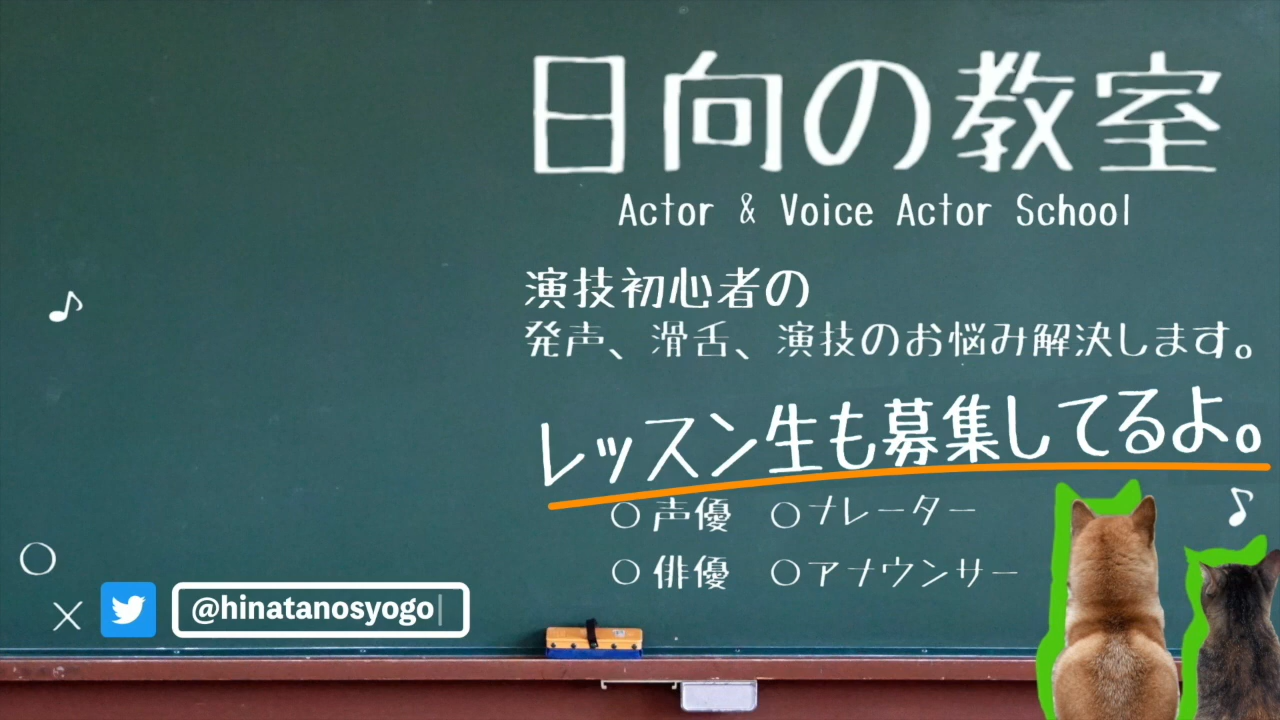 日向の教室
Actor & Voice Actor School
演技初心者の
発声、滑舌、演技のお悩み解決します。
レッスン生も募集してるよ。
○声優 ○ナレーター
○俳優 ○アナウンサー
@hinatanosyogo